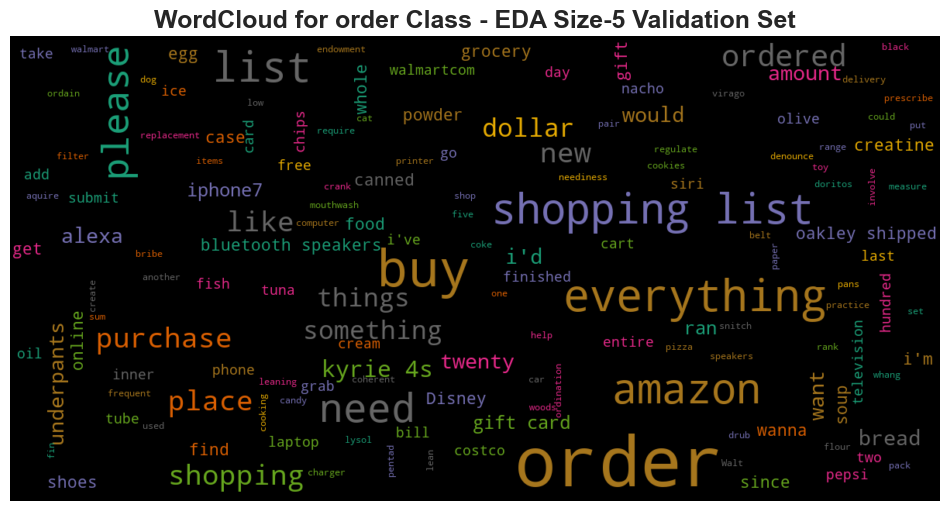 WordCloud for order Class - EDA Size-5 Validation Set
take
walmart
please
egg
list
endowment
grocery
gift
ordered
black
ordain
dog
ice
low
whole
walmartcom
day
nacho
virago
amount
delivery
prescribe
replacement
case
card
chips
require
cat
powder
dollar
pair
would
olive
could
put
filter
items
free
printer
go
new
regulate
cookies
denounce
range
creatine
add
aquire
submit
iphone7
crank
canned
shop
neediness
siri
toy
doritos
involve
measure
mouthwash
five
shopping list
get
alexa
like
computer
food
bluetooth speakers
i've
coke
i'd
cart
belt
oakley shipped
bribe
another
buy
finished
paper
last
create
fish
tuna
things
one
everything
pans
practice
hundred
sum
online
purchase
something
cream
help
ran
snitch
set
oil
underpants
inner
phone
kyrie 4s
twenty
entire
pizza
speakers
rank
television
i'm
whang
frequent
leaning
coherent
grab
candy
cooking
place
need
Disney
car
woods
ordination
amazon
want
soup
tube
used
find
laptop
lysol
bill
gift card
drub
wanna
flour
bread
fin
shoes
shopping
charger
pentad
lean
costco
order
Walt
since
two
pepsi
pack